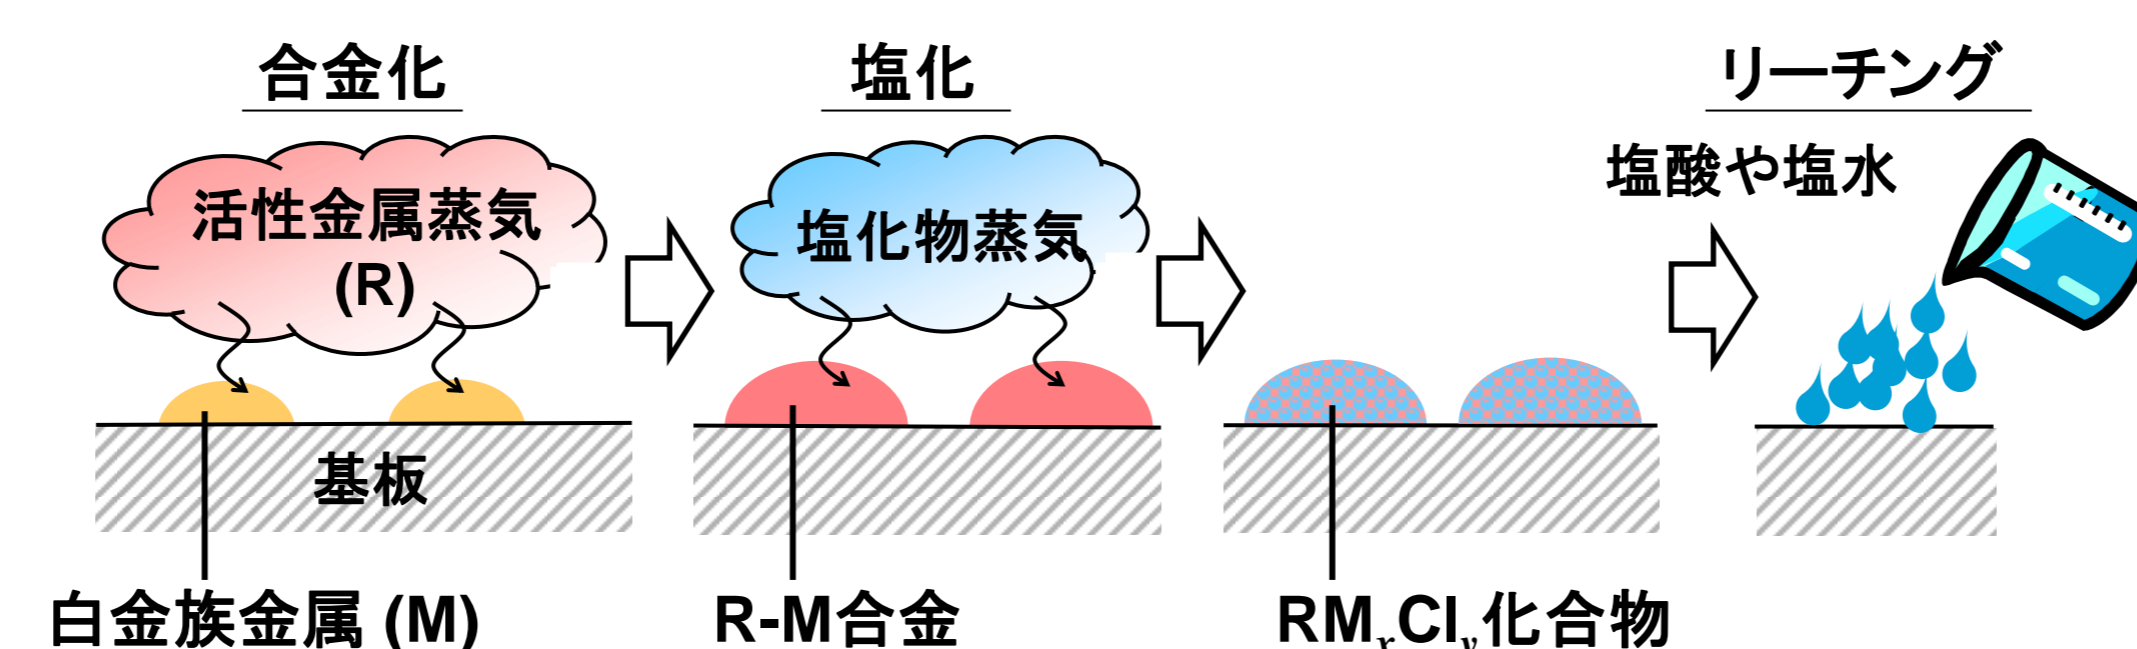 合金化
塩化
リーチング
活性金属蒸気
(R)
塩化物蒸気
塩酸や塩水
基板
白金族金属 (M)
R-M合金
RMxCly化合物